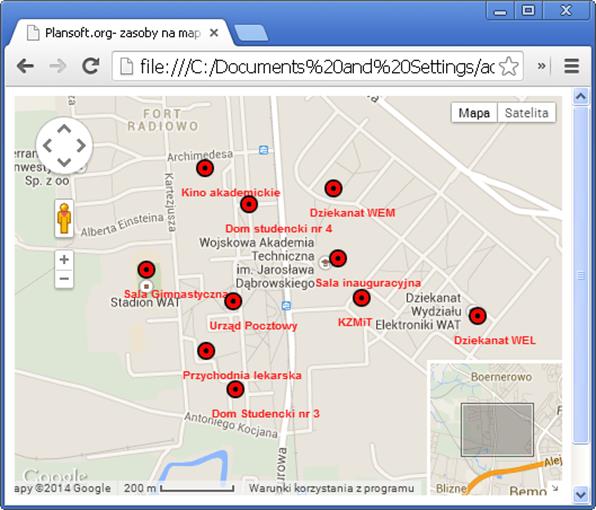 Plansoft.org- zasoby na map
file:///C:/Documents%20and%20Settings/ac
»
Mapa
Satelita
FORT
RADIOWO
Archimedesa
Sp. z oo
Kartezjusza
Alberta Einsteina
Kino akademickie
Dom studencki nr 4
Dziekanat WEM
Wojskowa Akademia
Techniczna
im. Jarosława
Dąbrowskiego
Sala inauguracyjna
Sala Gimnastyczna
Stadion WAT
Urząd Pocztowy
KZMiT
Dziekanat
Wydziału
Elektroniki WAT
Dziekanat WEL
Przychodnia lekarska
Dom Studencki nr 3
Antoniego Kocjana
Boernerowo
Google
apy ©2014 Google
200 m
urowa
Warunki korzystania z programu
Blizne
Bemo
Alej